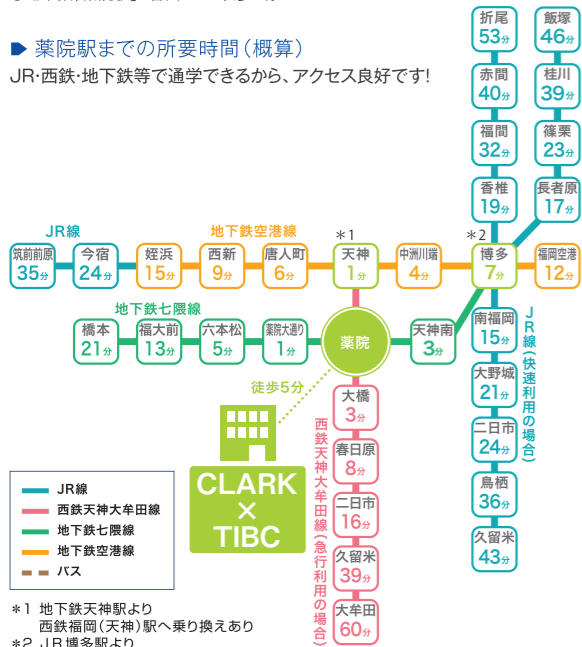 薬院駅までの所要時間(概算)
JR・西鉄・地下鉄等で通学できるから、アクセス良好です!
折尾
53分
飯塚
46分
赤間
40分
桂川
39分
福間
32分
篠栗
23分
香椎
19分
長者原
17分
JR線
地下鉄空港線
*1
*2
筑前前原
35分
今宿
24分
姪浜
15分
西新
9分
唐人町
6分
天神
1分
中洲川端
4分
博多
7分
福岡空港
12分
地下鉄七隈線
橋本
21分
福大前
13分
六本松
5分
薬院大通り
1分
薬院
天神南
3分
南福岡
15分
大野城
21分
二日市
24分
鳥栖
36分
久留米
43分
JR線(快速利用の場合)
徒歩5分
CLARK
×
TIBC
大橋
3分
春日原
8分
二日市
16分
久留米
39分
大牟田
60分
西鉄天神大牟田線(急行利用の場合)
JR線
西鉄天神大牟田線
地下鉄七隈線
地下鉄空港線
バス
*1 地下鉄天神駅より
西鉄福岡(天神)駅へ乗り換えあり
*2 JR博多駅より